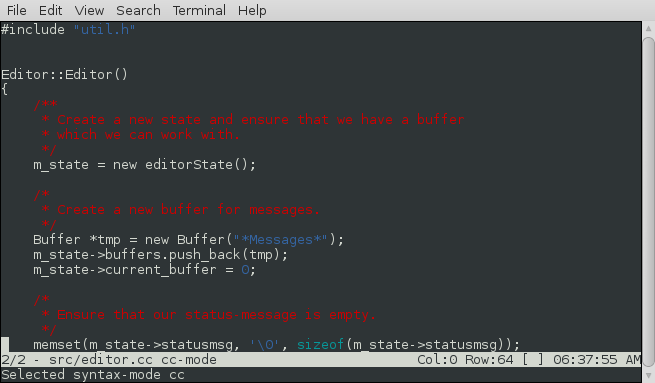 File Edit View Search Terminal Help
#include "util.h"
Editor::Editor()
{
/**
* Create a new state and ensure that we have a buffer
* which we can work with.
*/
m_state = new editorState();
/*
* Create a new buffer for messages.
*/
Buffer *tmp = new Buffer("*Messages*");
m_state->buffers.push_back(tmp);
m_state->current_buffer = 0;
/*
* Ensure that our status-message is empty.
*/
memset(m_state->statusmsg, '\0', sizeof(m_state->statusmsg));
2/2 - src/editor.cc cc-mode Col:0 Row:64 [ ] 06:37:55 AM
Selected syntax-mode cc